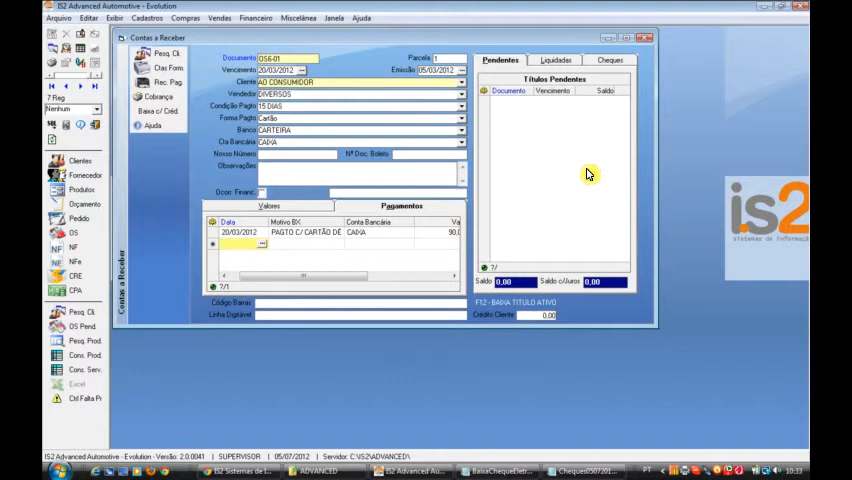 IS2 Advanced Automotive - Evolution
Arquivo Editar Exibir Cadastros Compras Vendas Financeiro Miscelânea Janela Ajuda
7 Reg
Nenhum
Clientes
Fornecedor
Produtos
Orçamento
Pedido
OS
NF
NFe
CRE
CPA
Pesq. Cli.
OS Pend.
Pesq. Prod.
Cons. Prod.
Cons. Serv.
Excel
Ctrl Falta Pr
Contas a Receber
Pesq. Cli.
Ctas Forn.
Rec. Pag.
Cobrança
Baixa c/ Créd.
Ajuda
Contas a Receber
Documento OS6-01 Parcela 1
Vencimento 20/03/2012 Emissão 05/03/2012
Cliente AO CONSUMIDOR
Vendedor DIVERSOS
Condição Pagto 15 DIAS
Forma Pagto Cartão
Banco CARTEIRA
Cta Bancária CAIXA
Nosso Número Nº Doc. Boleto
Observações
Ocorr. Financ.
Valores Pagamentos
Data Motivo BX Conta Bancária Va
20/03/2012 PAGTO C/ CARTÃO DÉ CAIXA 90,0
?/1
Código Barras
Linha Digitável
Pendentes Liquidadas Cheques
Títulos Pendentes
Documento Vencimento Saldo
?/
Saldo 0,00 Saldo c/Juros 0,00
F12 - BAIXA TITULO ATIVO
Crédito Cliente 0,00
is2
sistemas de informaçã
IS2 Advanced Automotive - Evolution - Versão: 2.0.0041 SUPERVISOR 05/07/2012 Servidor: C:\IS2\ADVANCED\
IS2 Sistemas de I... ADVANCED IS2 Advanced Au... BaixaChequeEletr... Cheques0507201... PT 10:33